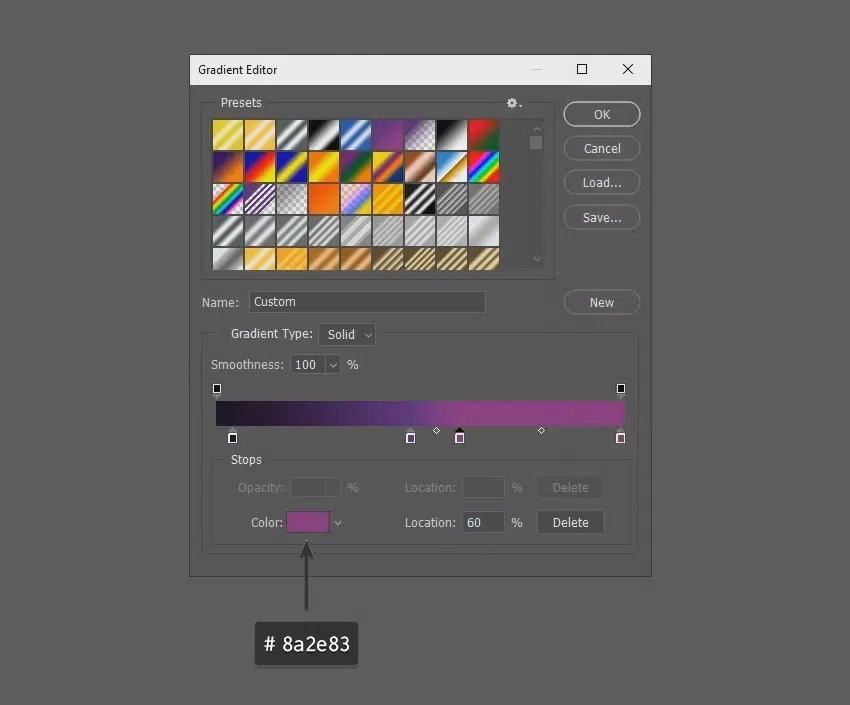 Gradient Editor
Presets
OK
Cancel
Load...
Save...
Name: Custom
New
Gradient Type: Solid
Smoothness: 100 %
Stops
Opacity: % Location: % Delete
Color: Location: 60 % Delete
# 8a2e83